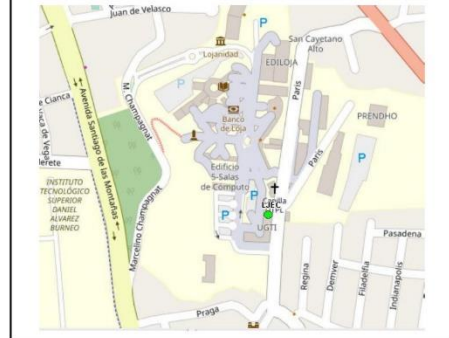 Juan de Velasco
San Cayetano
Alto
P
Lojanidad
EDILOJA
P
Paris
Banco
de Loja
PRENDHO
e Cianca
M. Champagnat
Avenida Santiago de las Montañas
Paris
P
P
Edificio
5-Salas
de Cómputo
INSTITUTO
TECNOLÓGICO
SUPERIOR
DANIEL
ALVAREZ
BURNEO
P
P
UGTI
Marcelino Champagnat
Pasadena
Regina
Denver
Filadelfia
Indianapolis
Praga